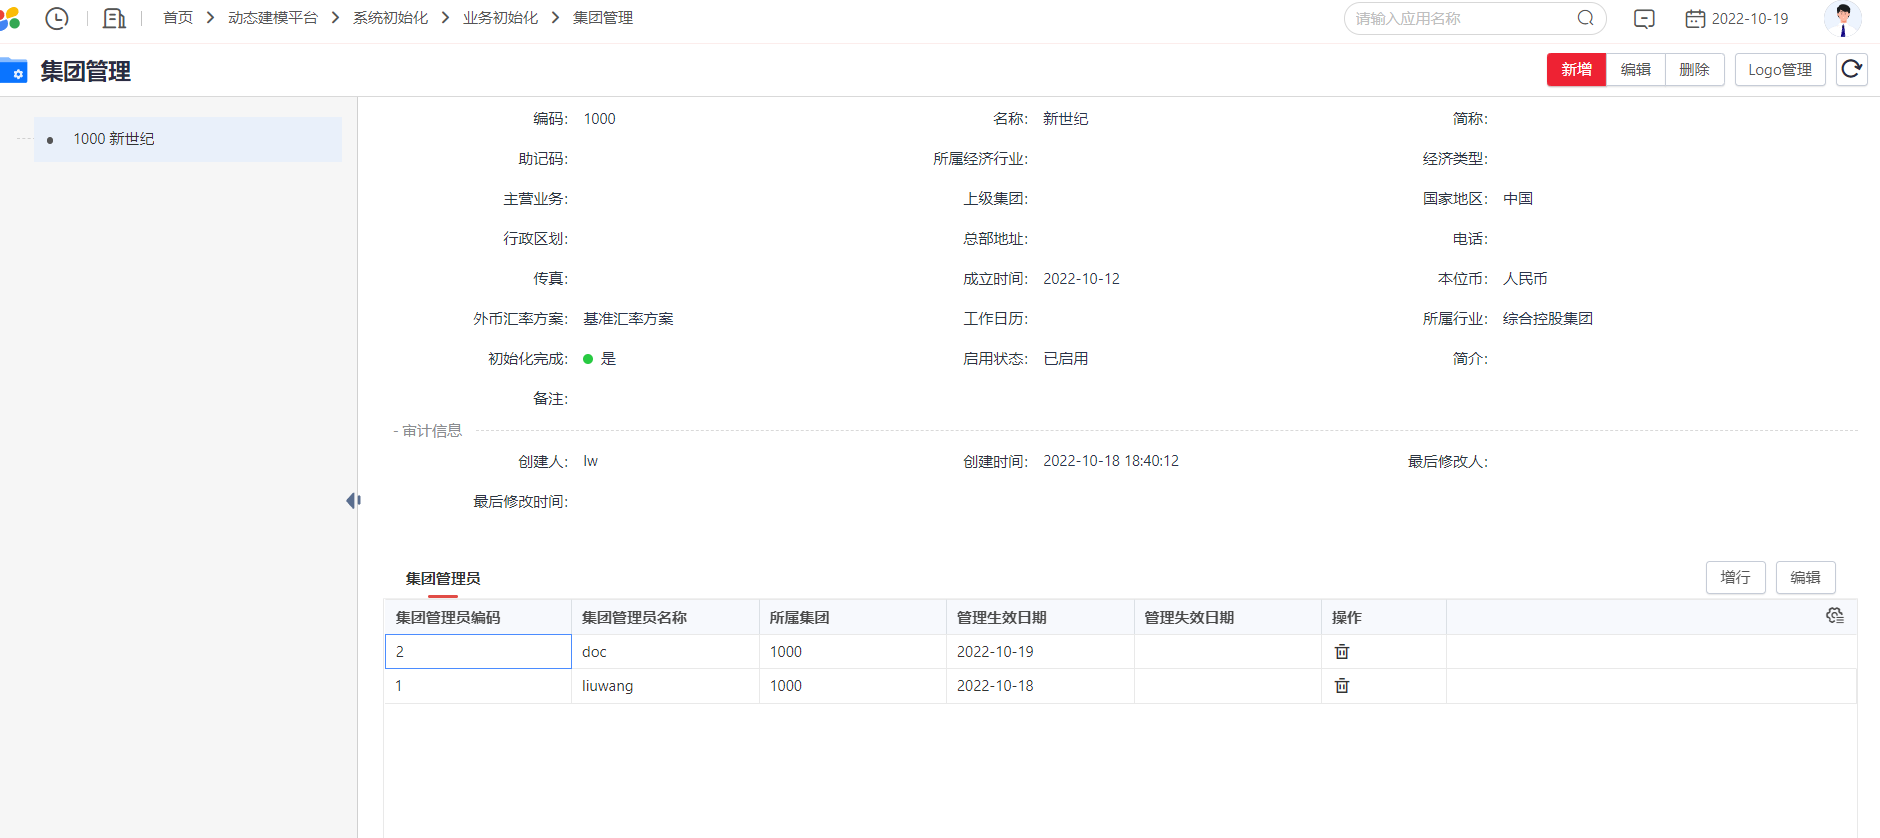 首页 > 动态建模平台 > 系统初始化 > 业务初始化 > 集团管理 请输入应用名称 2022-10-19
集团管理 新增 编辑 删除 Logo管理
1000 新世纪
编码: 1000 名称: 新世纪 简称:
助记码: 所属经济行业: 经济类型:
主营业务: 上级集团: 国家地区: 中国
行政区划: 总部地址: 电话:
传真: 成立时间: 2022-10-12 本位币: 人民币
外币汇率方案: 基准汇率方案 工作日历: 所属行业: 综合控股集团
初始化完成: 是 启用状态: 已启用 简介:
备注:
- 审计信息
创建人: lw 创建时间: 2022-10-18 18:40:12 最后修改人:
最后修改时间:
集团管理员 增行 编辑
集团管理员编码 集团管理员名称 所属集团 管理生效日期 管理失效日期 操作
2 doc 1000 2022-10-19
1 liuwang 1000 2022-10-18